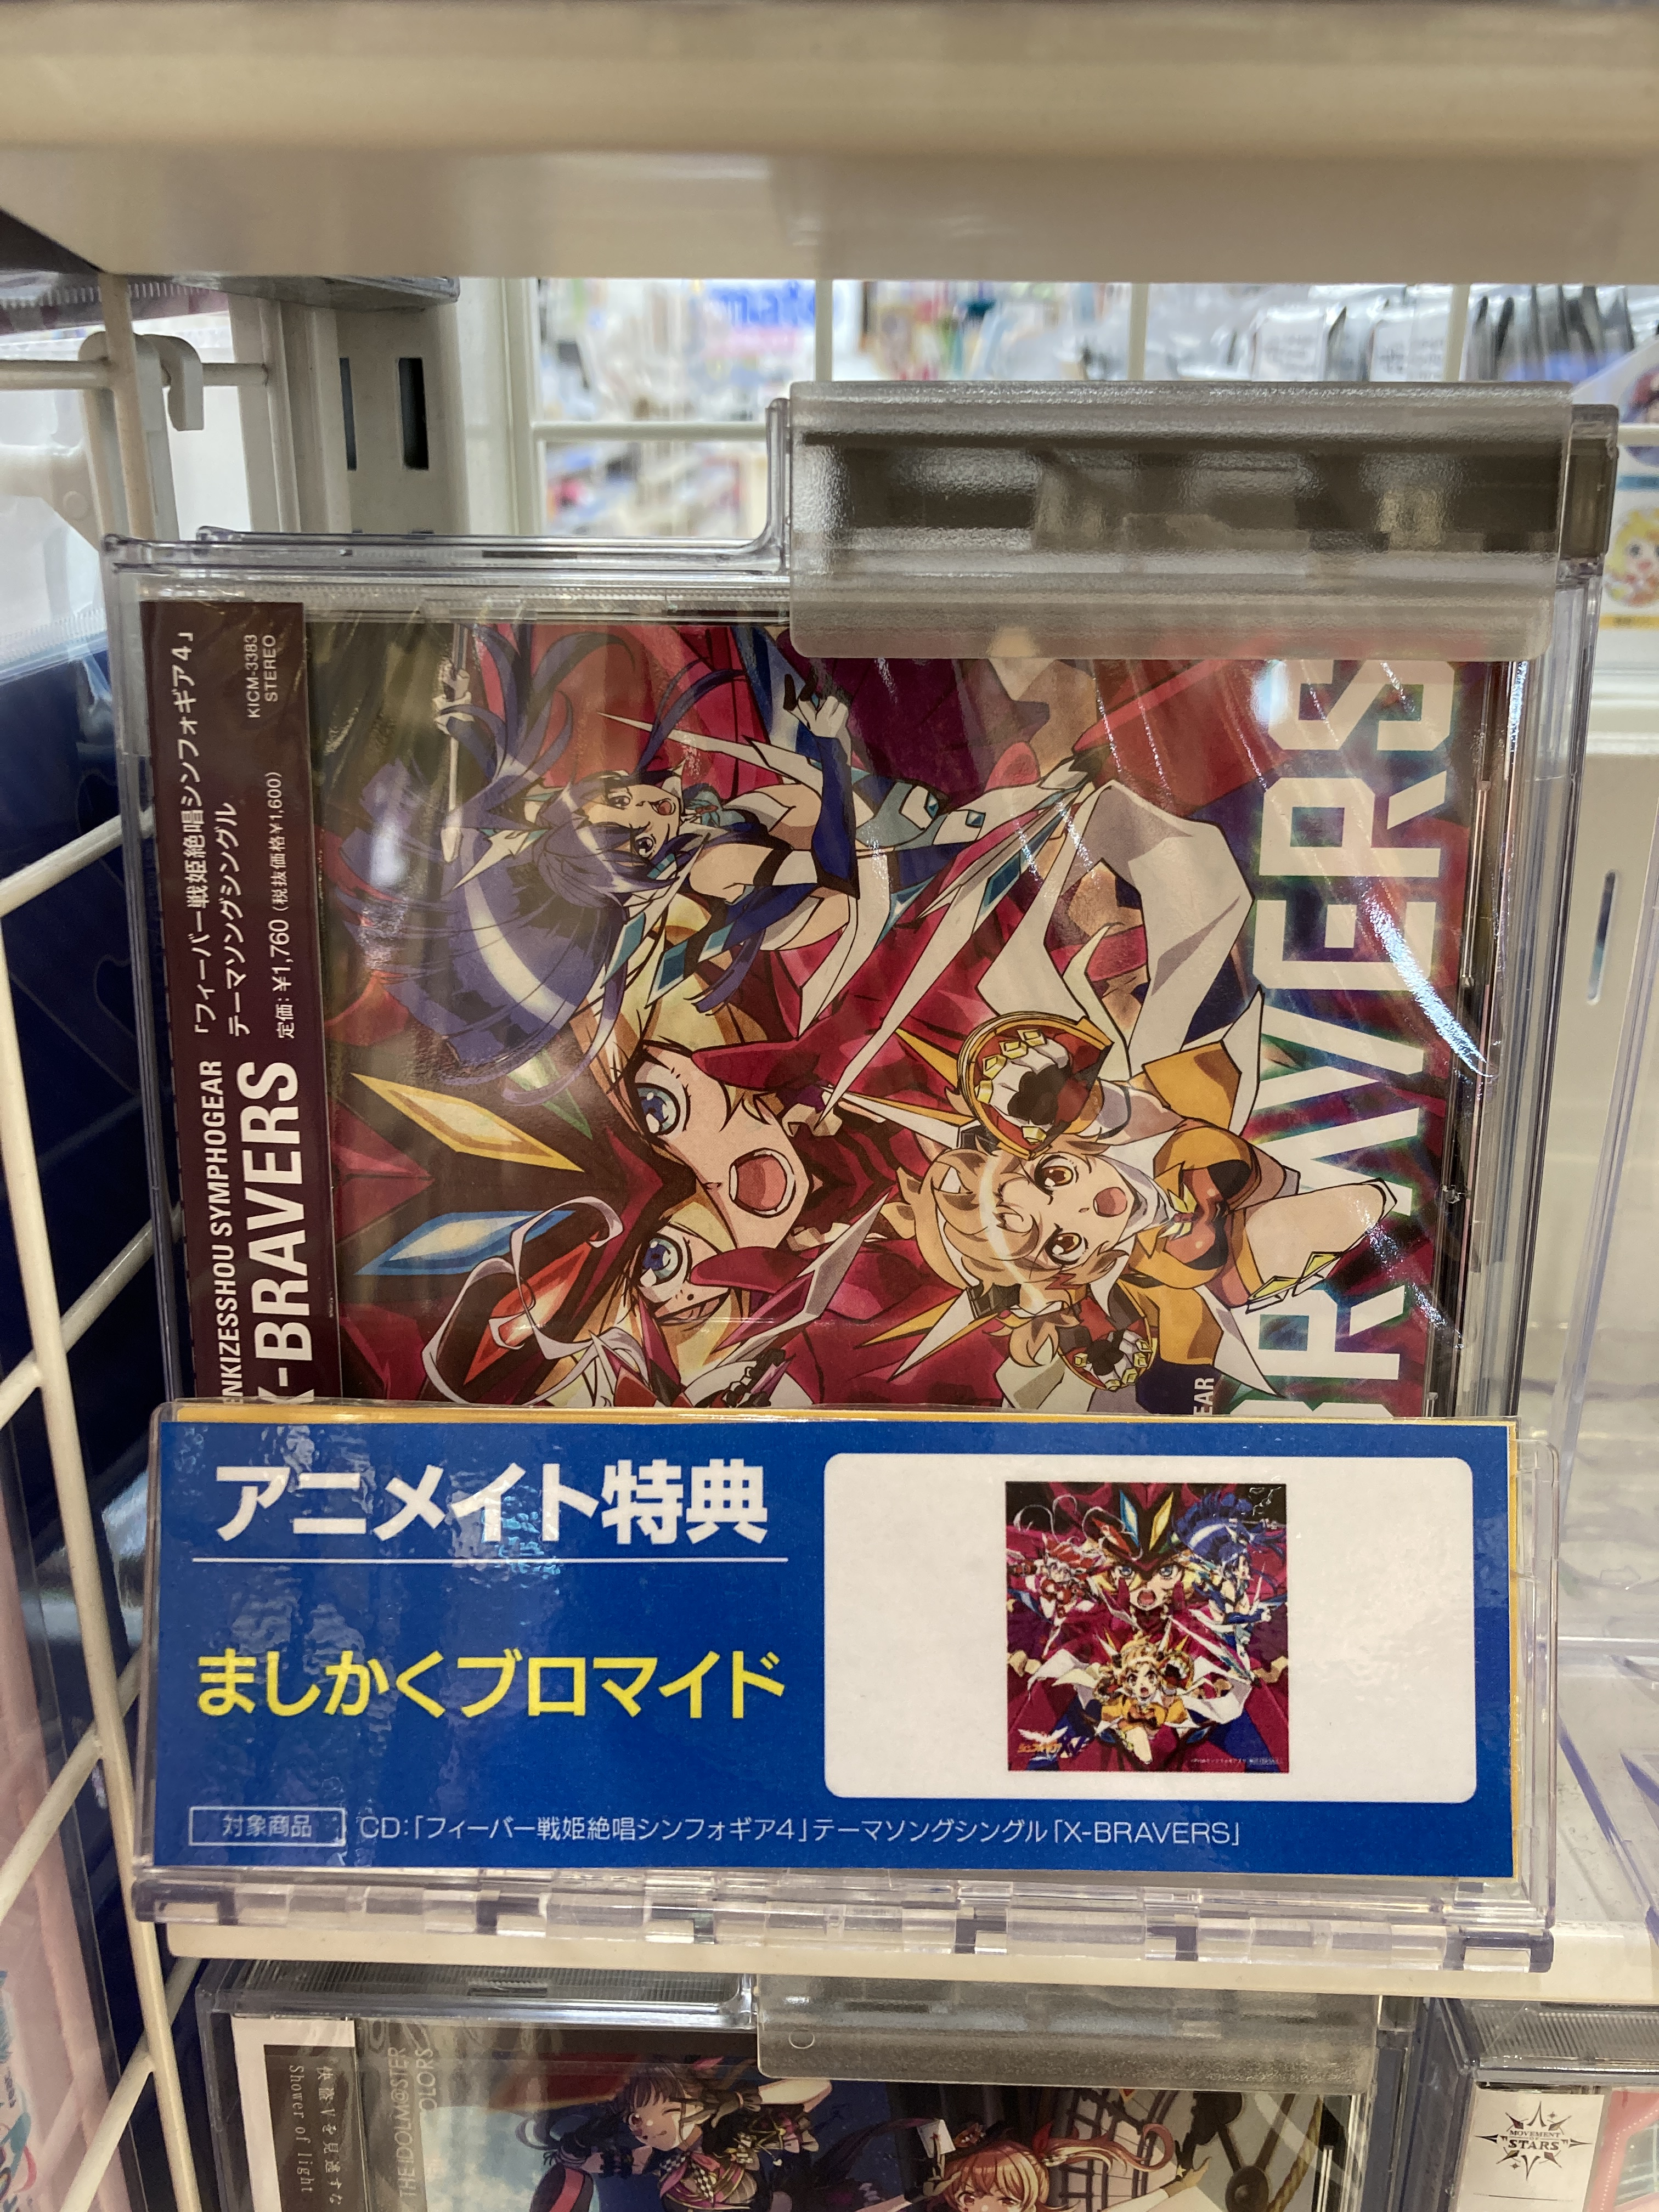 「フィーバー戦姫絶唱シンフォギア4」
テーマソングシングル
KICM-3383
STEREO
定価:¥1,760(税抜価格¥1,600)
ENKIZESSHOU SYMPHOGEAR
X-BRAVERS
BRAVERS
EAR
アニメイト特典
ましかくブロマイド
対象商品
CD:「フィーバー戦姫絶唱シンフォギア4」テーマソングシングル「X-BRAVERS」
Shower of light
THE IDOLM@STER
COLORS
MOVEMENT
OF
STARS